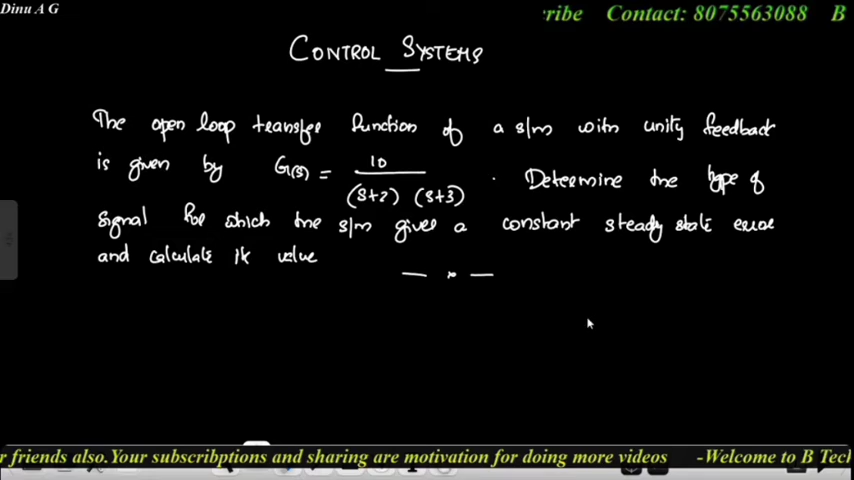 Dinu A G
ribe Contact: 8075563088 B
CONTROL SYSTEMS
The open loop transfer function of a s/m with unity feedback
is given by G(s) = 10 / (s+2) (s+3) . Determine the type of
signal for which the s/m gives a constant steady state error
and calculate its value
r friends also.Your subscribptions and sharing are motivation for doing more videos -Welcome to B Tech